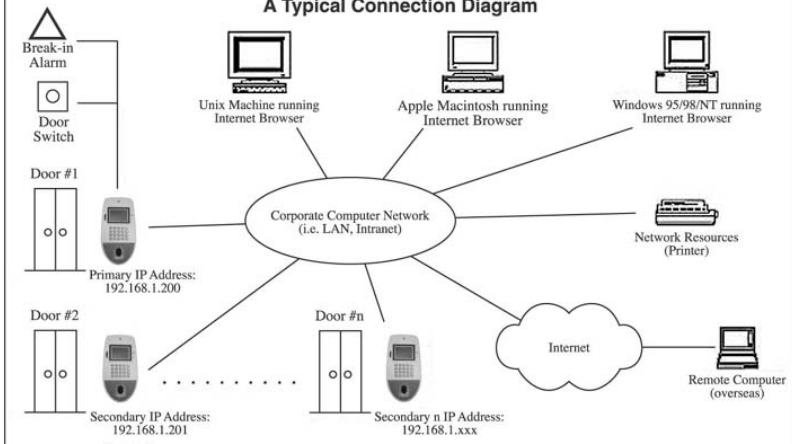 A Typical Connection Diagram
Break-in
Alarm
Door
Switch
Unix Machine running
Internet Browser
Apple Macintosh running
Internet Browser
Windows 95/98/NT running
Internet Browser
Door #1
Primary IP Address:
192.168.1.200
Corporate Computer Network
(i.e. LAN, Intranet)
Network Resources
(Printer)
Door #2
Secondary IP Address:
192.168.1.201
Door #n
Secondary n IP Address:
192.168.1.xxx
Internet
Remote Computer
(overseas)